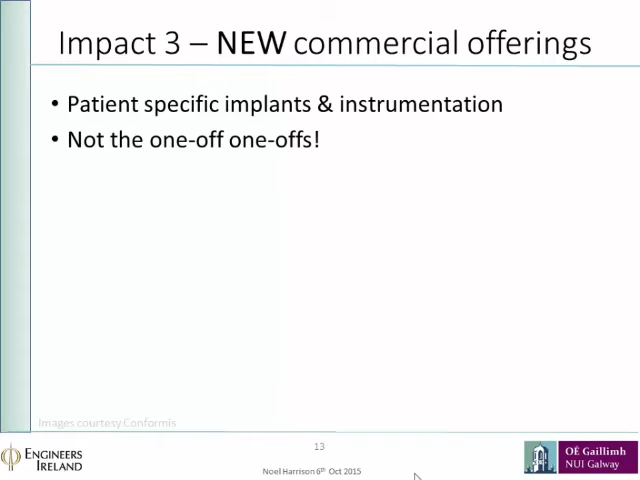 Impact 3 – NEW commercial offerings
• Patient specific implants & instrumentation
• Not the one-off one-offs!
Images courtesy Conformis
13
ENGINEERS
IRELAND
Noel Harrison 6th Oct 2015
OÉ Gaillimh
NUI Galway